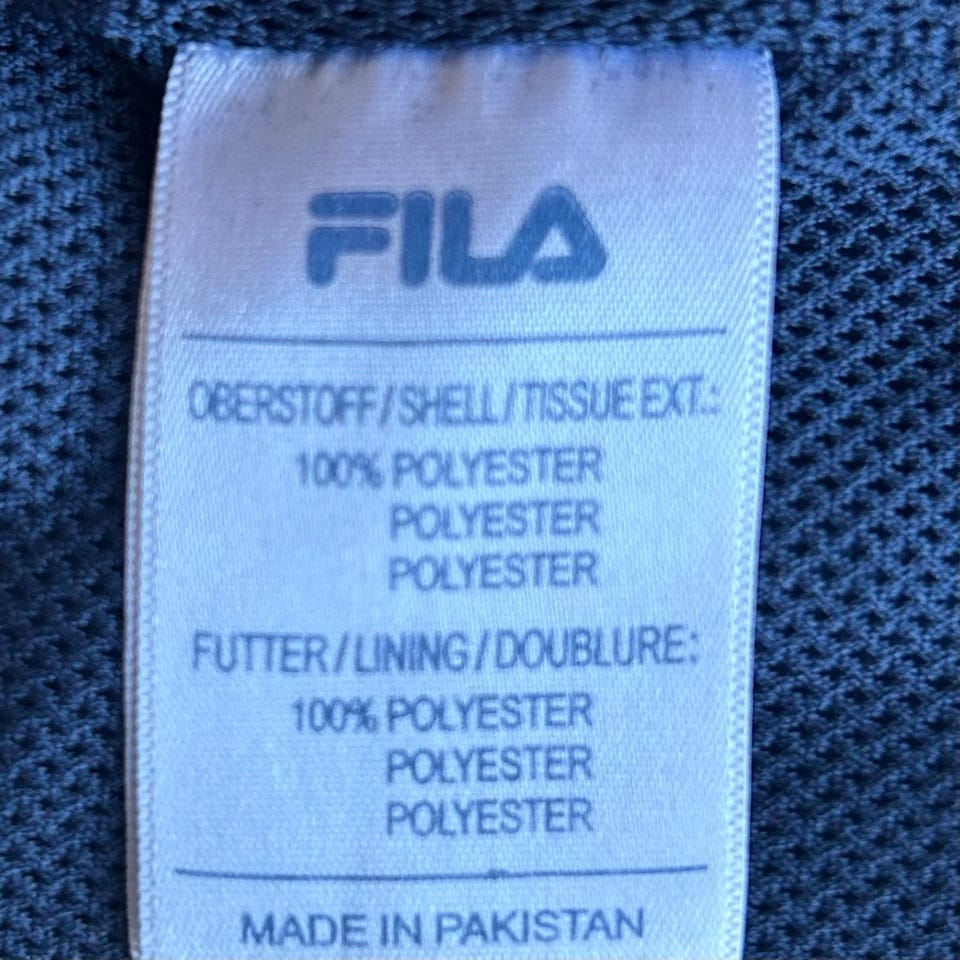 FILA
OBERSTOFF/SHELL/TISSUE EXT.:
100% POLYESTER
POLYESTER
POLYESTER
FUTTER/LINING/DOUBLURE:
100% POLYESTER
POLYESTER
POLYESTER
MADE IN PAKISTAN